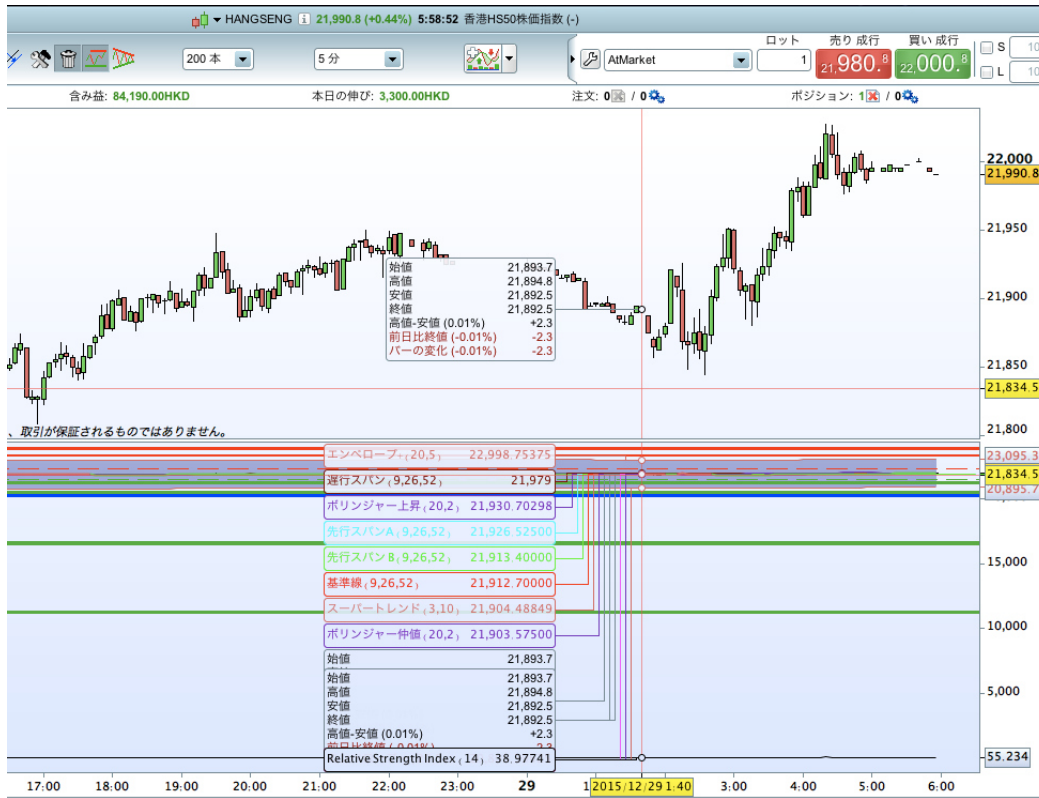 HANGSENG 21,990.8 (+0.44%) 5:58:52 香港HS50株価指数 (-)
200 本
5 分
AtMarket
ロット
1
売り 成行
21,980.8
買い 成行
22,000.8
S 10
L 10
含み益: 84,190.00HKD
本日の伸び: 3,300.00HKD
注文: 0 / 0
ポジション: 1 / 0
22,000
21,990.8
21,950
21,900
21,850
21,834.5
21,800
始値 21,893.7
高値 21,894.8
安値 21,892.5
終値 21,892.5
高値-安値 (0.01%) +2.3
前日比終値 (-0.01%) -2.3
バーの変化 (-0.01%) -2.3
、取引が保証されるものではありません。
エンベロープ-(20,5) 22,998.75375
遅行スパン(9,26,52) 21,979
ボリンジャー上昇(20,2) 21,930.70298
先行スパンA(9,26,52) 21,926.52500
先行スパンB(9,26,52) 21,913.40000
基準線(9,26,52) 21,912.70000
スーパートレンド(3,10) 21,904.48849
ボリンジャー仲値(20,2) 21,903.57500
始値 21,893.7
始値 21,893.7
高値 21,894.8
安値 21,892.5
終値 21,892.5
高値-安値 (0.01%) +2.3
前日比終値 (-0.01%) -2.3
Relative Strength Index(14) 38.97741
23,095.3
21,834.5
20,895.7
15,000
10,000
5,000
55.234
17:00 18:00 19:00 20:00 21:00 22:00 23:00 29 1 2015/12/29 1:40 3:00 4:00 5:00 6:00